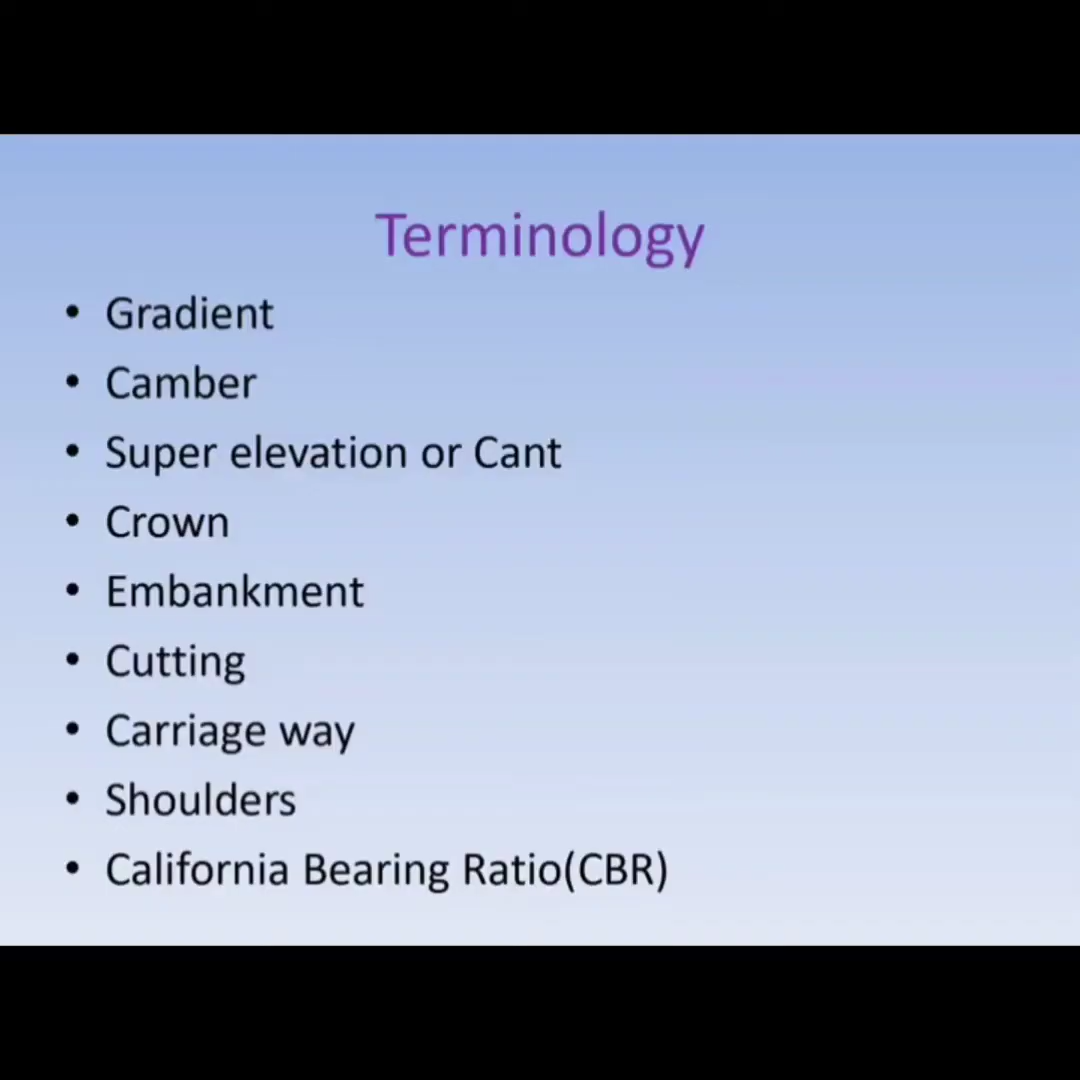 Terminology
• Gradient
• Camber
• Super elevation or Cant
• Crown
• Embankment
• Cutting
• Carriage way
• Shoulders
• California Bearing Ratio(CBR)